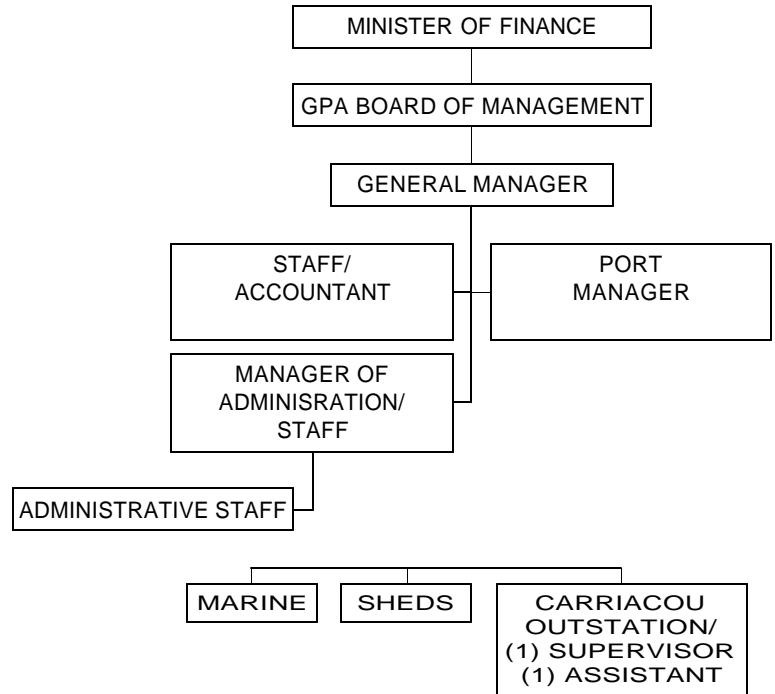 MINISTER OF FINANCE
GPA BOARD OF MANAGEMENT
GENERAL MANAGER
STAFF/
ACCOUNTANT
PORT
MANAGER
MANAGER OF
ADMINISRATION/
STAFF
ADMINISTRATIVE STAFF
MARINE
SHEDS
CARRIACOU
OUTSTATION/
(1) SUPERVISOR
(1) ASSISTANT